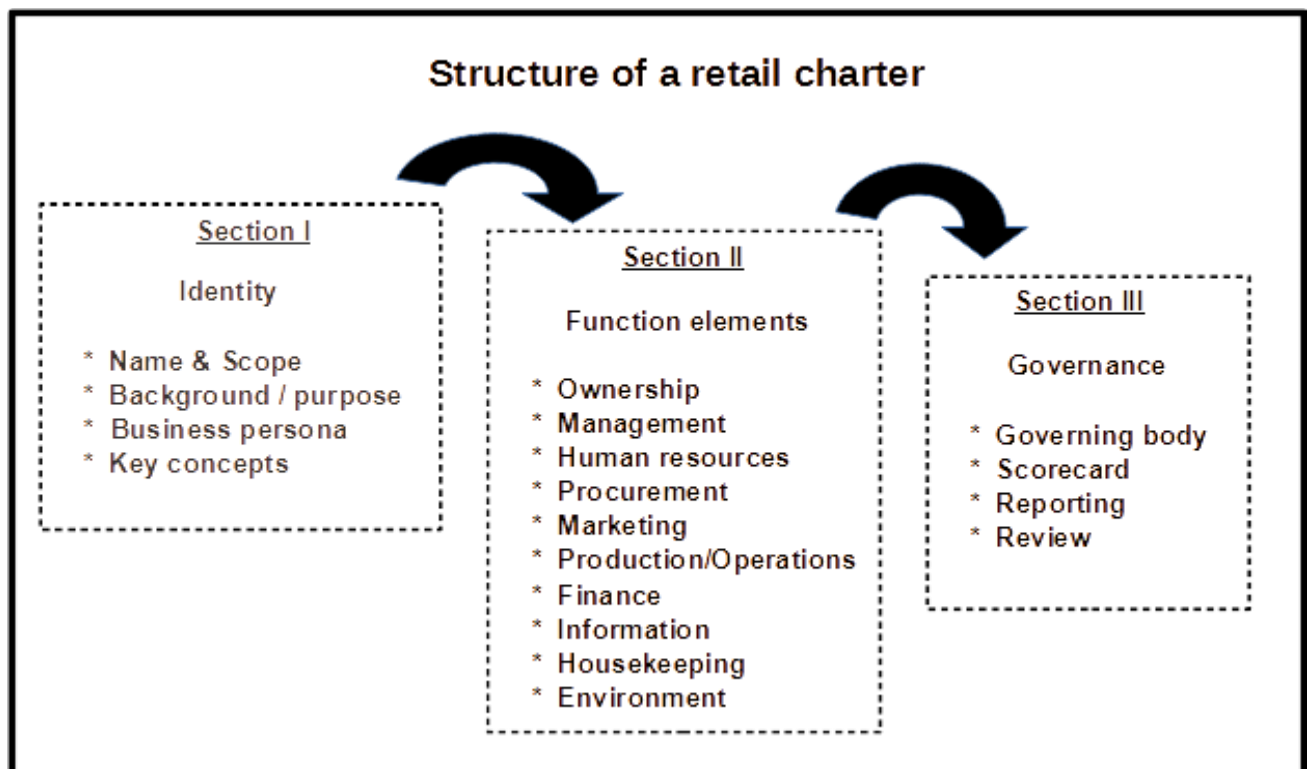 Structure of a retail charter
Section I
Identity
* Name & Scope
* Background / purpose
* Business persona
* Key concepts
Section II
Function elements
* Ownership
* Management
* Human resources
* Procurement
* Marketing
* Production/Operations
* Finance
* Information
* Housekeeping
* Environment
Section III
Governance
* Governing body
* Scorecard
* Reporting
* Review